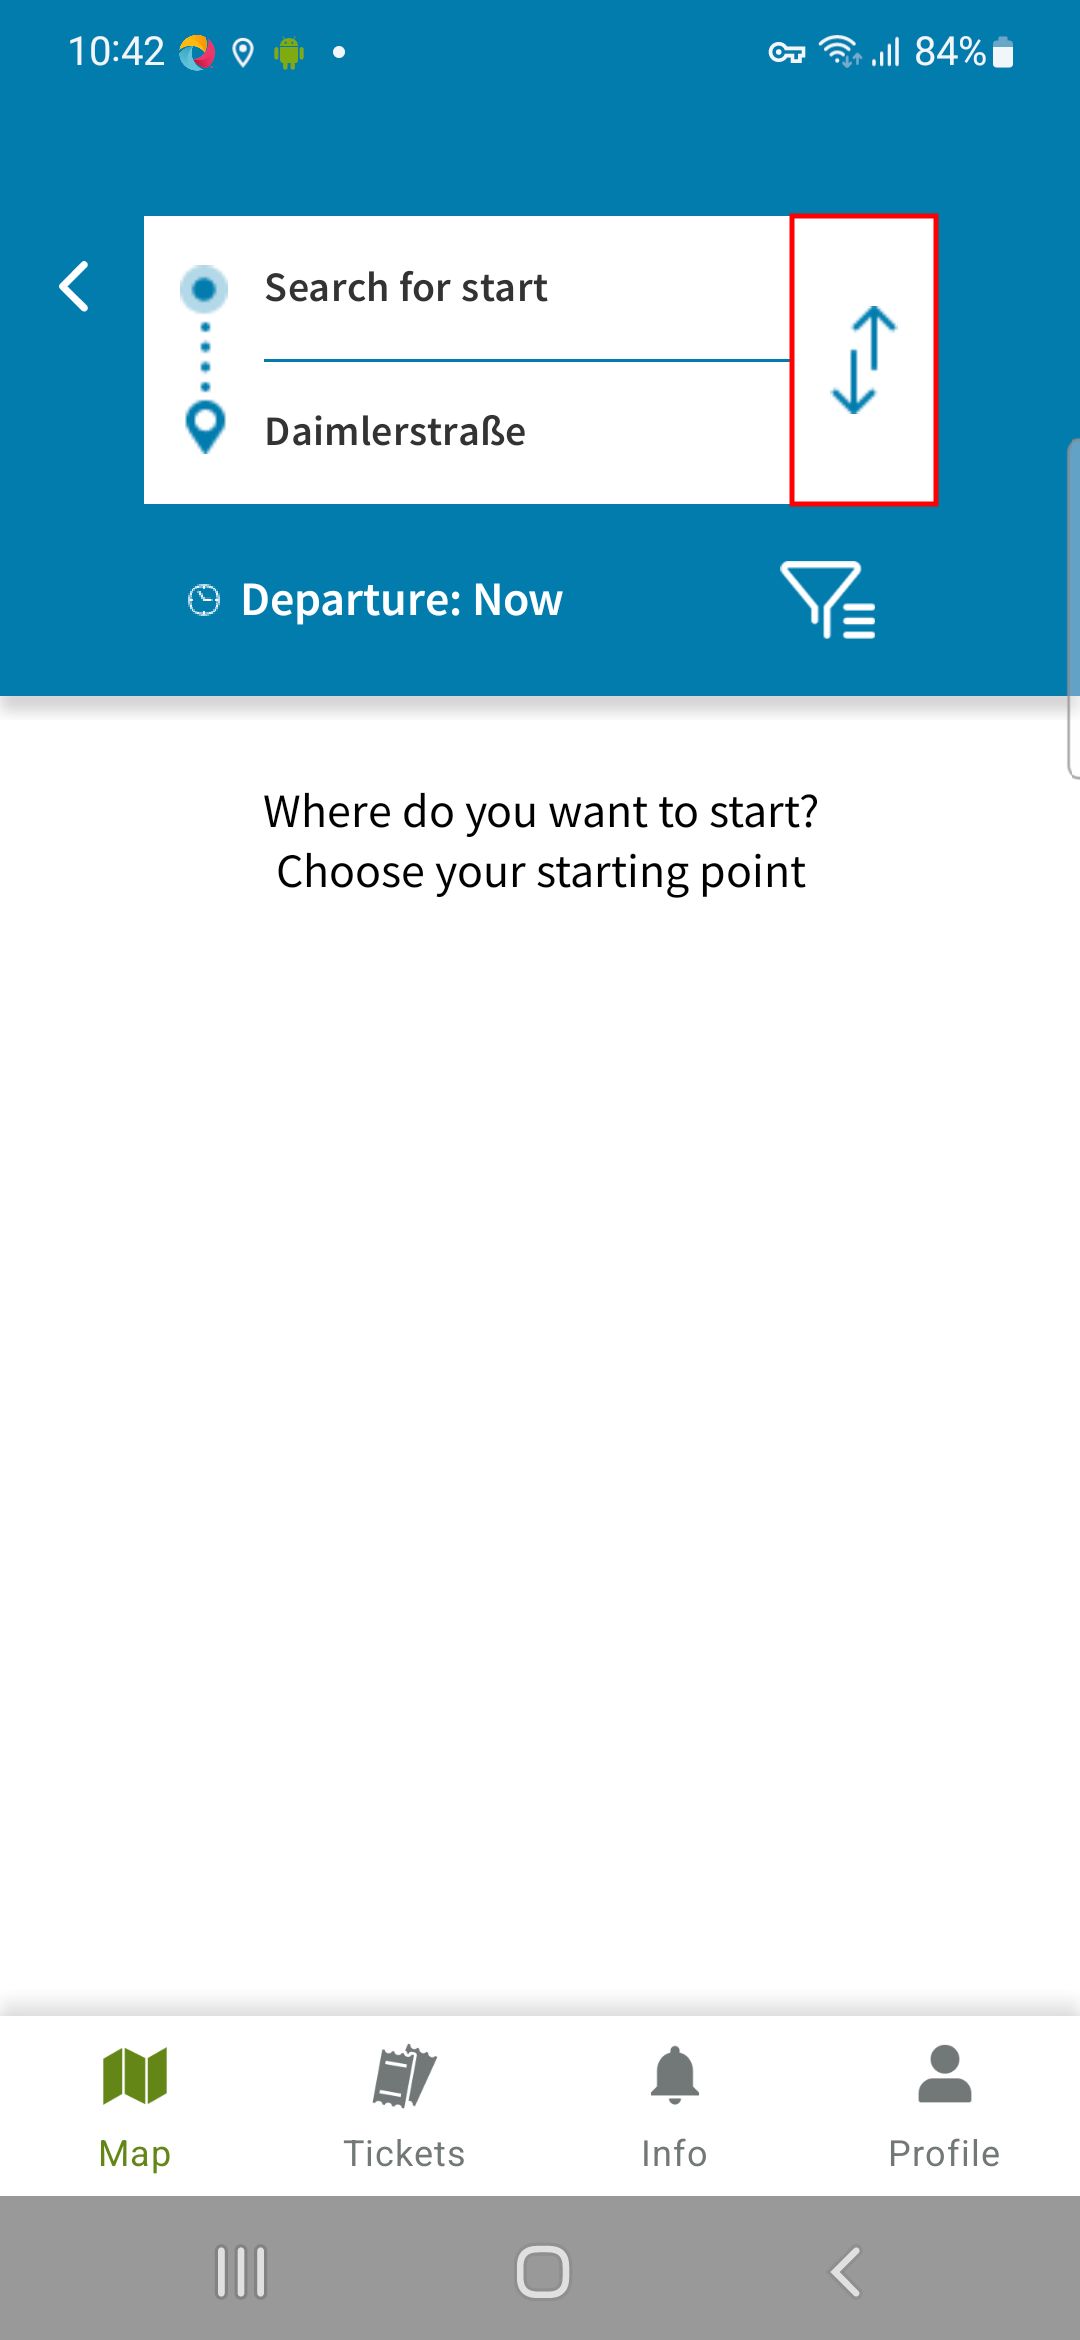 10:42
84%
Search for start
Daimlerstraße
Departure: Now
Where do you want to start?
Choose your starting point
Map
Tickets
Info
Profile